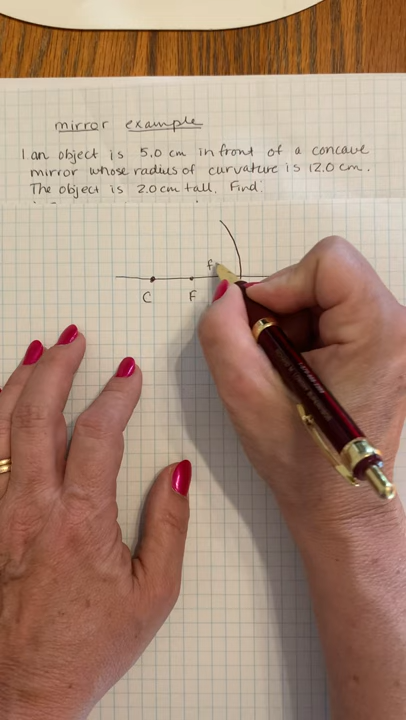 mirror example
1 an object is 5.0 cm in front of a concave
mirror whose radius of curvature is 12.0 cm.
The object is 2.0 cm tall. Find:
f
C F